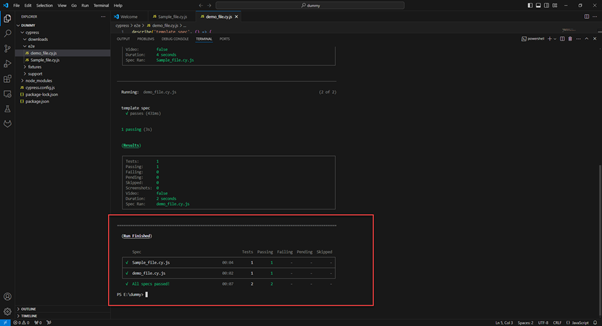 File Edit Selection View Go Run Terminal Help
dummy
EXPLORER
DUMMY
cypress
downloads
e2e
demo_file.cy.js
Sample_file.cy.js
fixtures
support
node_modules
cypress.config.js
package-lock.json
package.json
OUTLINE
TIMELINE
Welcome Sample_file.cy.js demo_file.cy.js
cypress > e2e > demo_file.cy.js > ...
describe('template spec', () => {
OUTPUT PROBLEMS DEBUG CONSOLE TERMINAL PORTS
powershell
Video: false
Duration: 4 seconds
Spec Ran: Sample_file.cy.js
Running: demo_file.cy.js (2 of 2)
template spec
√ passes
1 passing
(Results)
Tests: 1
Passing: 1
Failing: 0
Pending: 0
Skipped: 0
Screenshots: 0
Video: false
Duration: 2 seconds
Spec Ran: demo_file.cy.js
(Run Finished)
Spec Tests Passing Failing Pending Skipped
√ Sample_file.cy.js 00:04 1 1 - - -
√ demo_file.cy.js 00:02 1 1 - - -
√ All specs passed! 00:07 2 2 - - -
PS E:\dummy>
Ln 1, Col 1 Spaces: 2 UTF-8 CRLF JavaScript